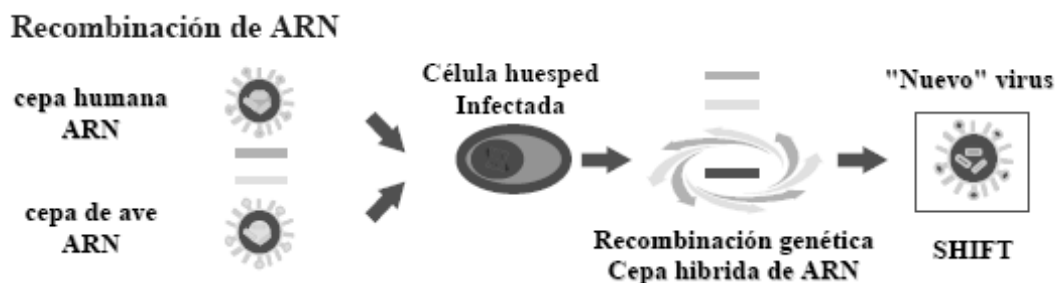 Recombinación de ARN
cepa humana
ARN
cepa de ave
ARN
Célula huesped
Infectada
Recombinación genética
Cepa hibrida de ARN
"Nuevo" virus
SHIFT